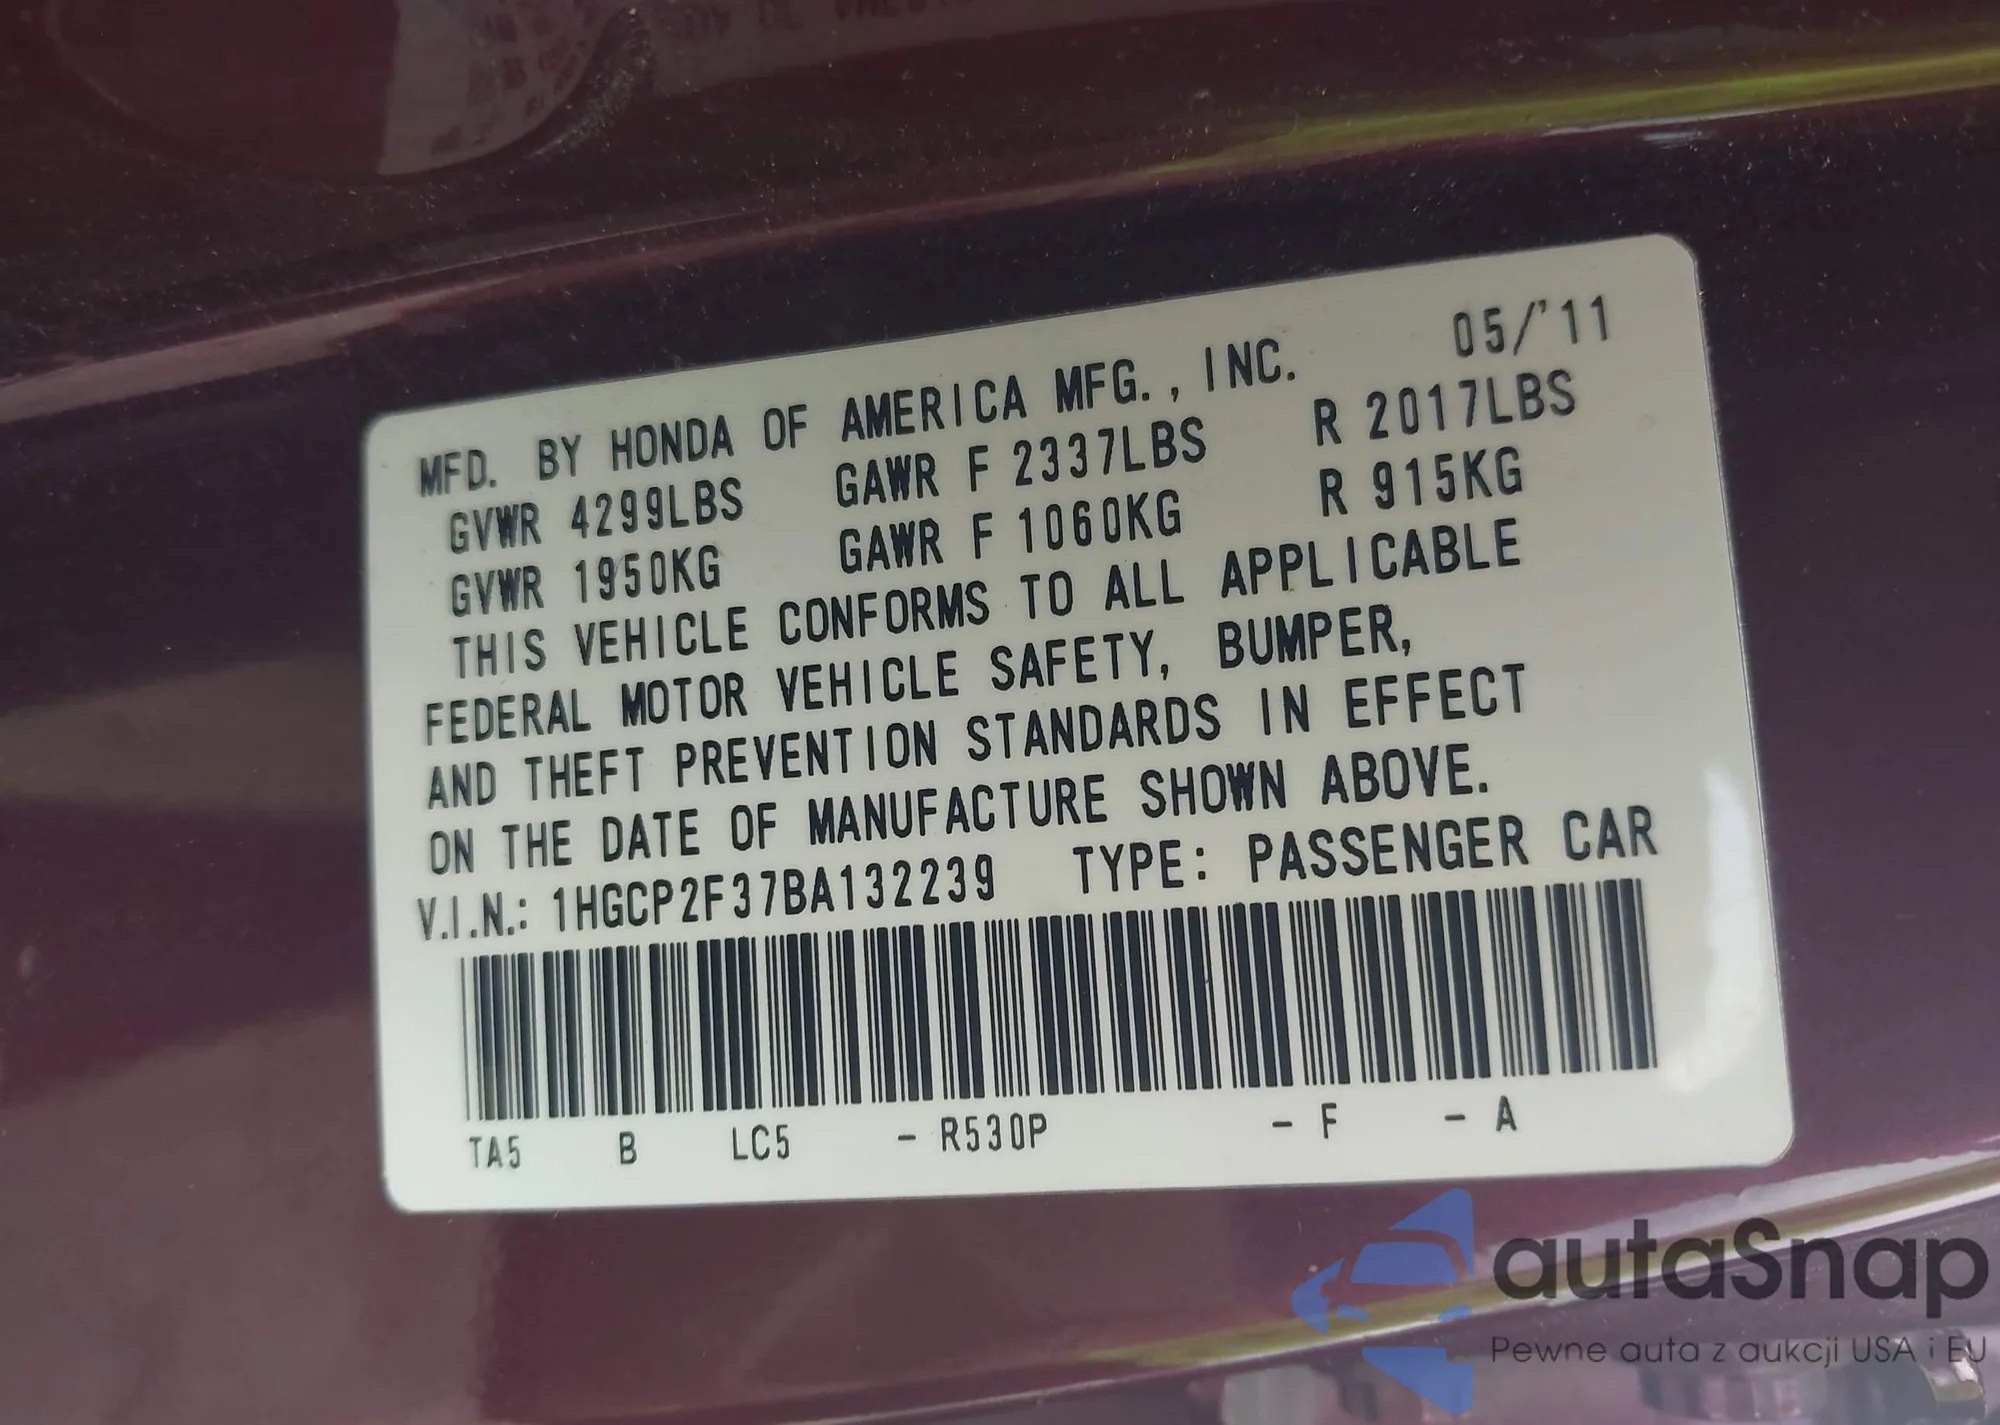 MFD. BY HONDA OF AMERICA MFG., INC. 05/'11
GVWR 4299LBS GAWR F 2337LBS R 2017LBS
GVWR 1950KG GAWR F 1060KG R 915KG
THIS VEHICLE CONFORMS TO ALL APPLICABLE
FEDERAL MOTOR VEHICLE SAFETY, BUMPER,
AND THEFT PREVENTION STANDARDS IN EFFECT
ON THE DATE OF MANUFACTURE SHOWN ABOVE.
V.I.N.: 1HGCP2F37BA132239 TYPE: PASSENGER CAR
TA5 B LC5 - R530P - F - A
autaSnap
Pewne auta z aukcji USA i EU